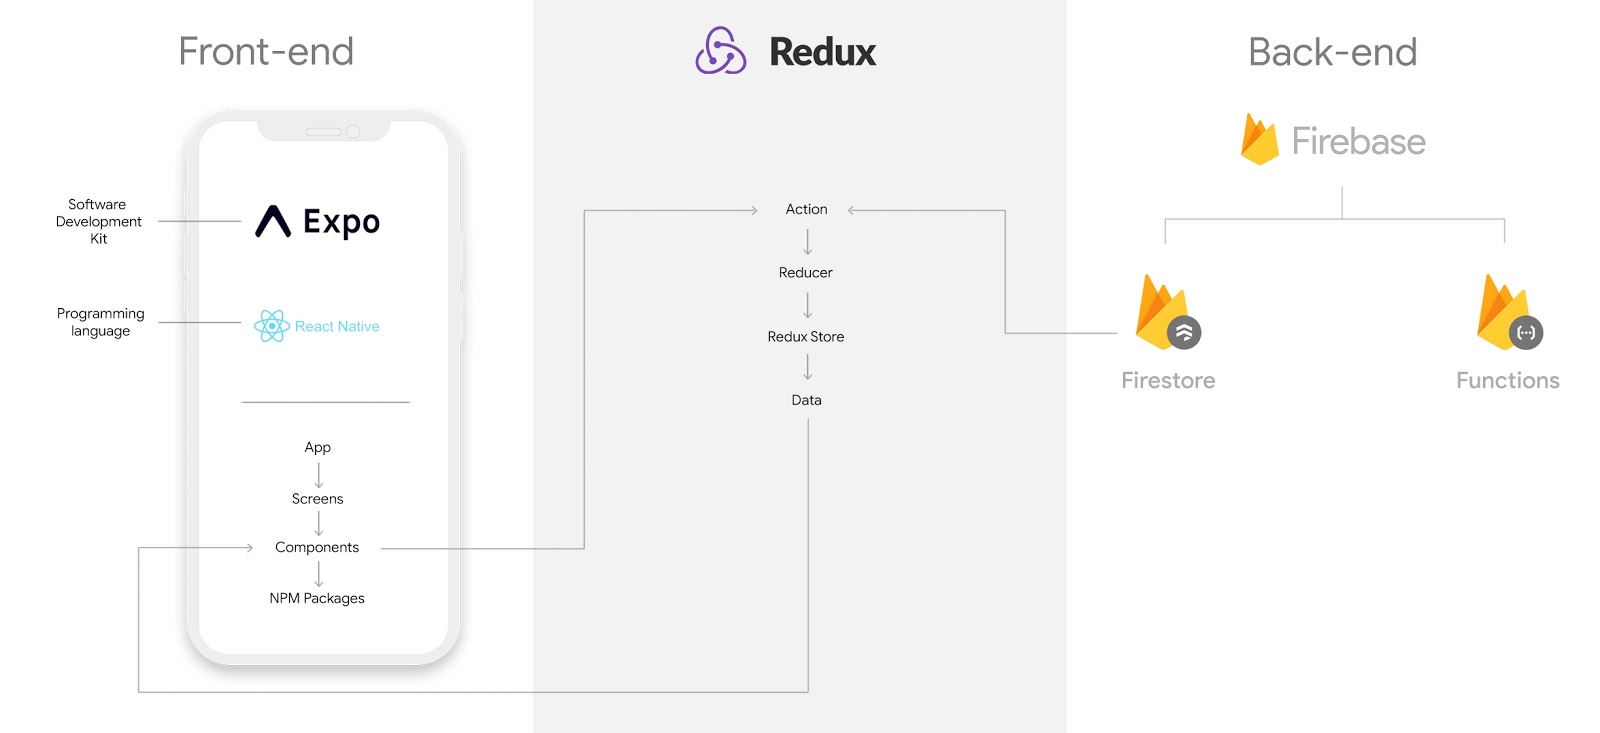 Front-end
Redux
Back-end
Firebase
Software
Development
Kit
Expo
Programming
language
React Native
App
Screens
Components
NPM Packages
Action
Reducer
Redux Store
Data
Firestore
Functions